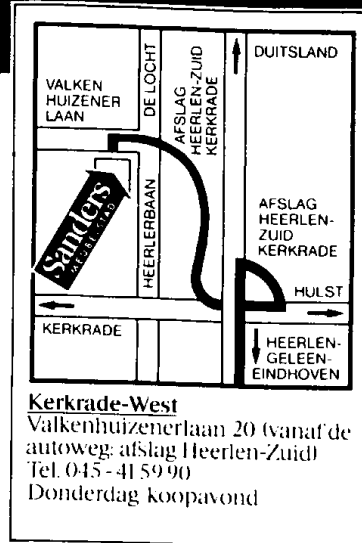 DUITSLAND
VALKEN
HUIZENER
LAAN
DE LOCHT
AFSLAG
HEERLEN-ZUID
KERKRADE
Sanders
MEUBELSTAD
HEERLERBAAN
AFSLAG
HEERLEN-
ZUID
KERKRADE
HULST
KERKRADE
HEERLEN-
GELEEN-
EINDHOVEN
Kerkrade-West
Valkenhuizenerlaan 20 (vanaf de
autoweg: afslag Heerlen-Zuid)
Tel. 045-41 59 90
Donderdag koopavond